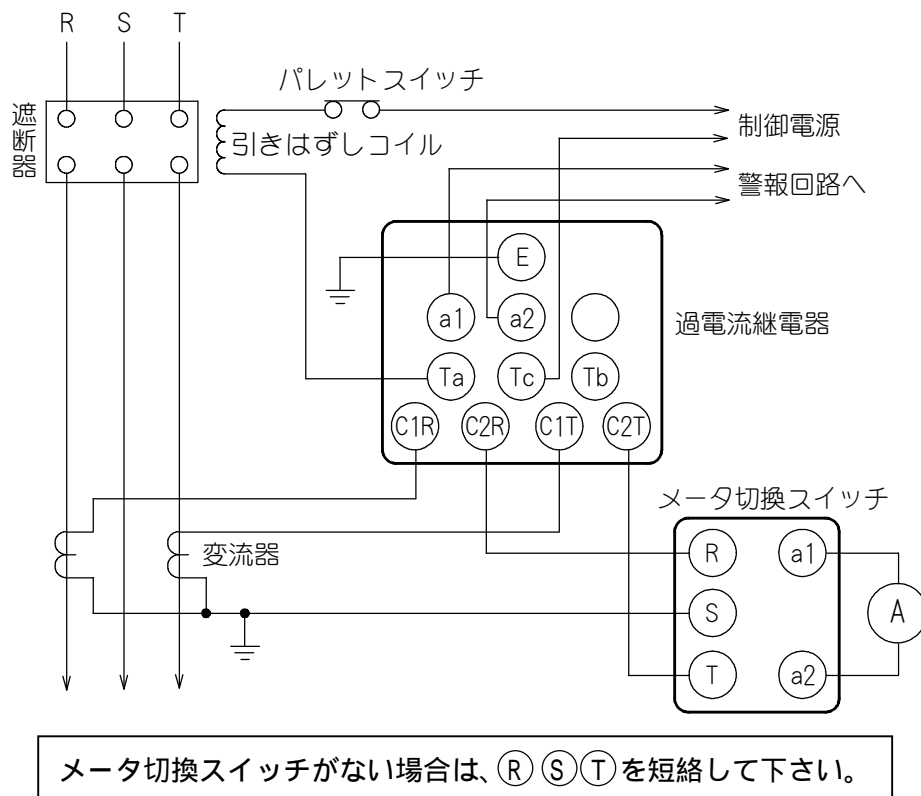 R S T
パレットスイッチ
遮断器
引きはずしコイル
制御電源
警報回路へ
E
a1 a2
過電流継電器
Ta Tc Tb
C1R C2R C1T C2T
メータ切換スイッチ
変流器
R a1
S A
T a2
メータ切換スイッチがない場合は、ⓇⓈⓉを短絡して下さい。